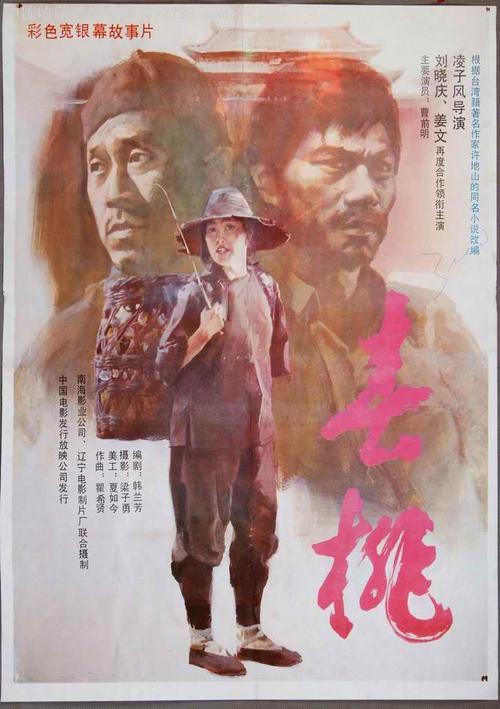 彩色宽银幕故事片
根据台湾籍著名作家许地山的同名小说改编
凌子风导演
刘晓庆、姜文再度合作领衔主演
主要演员：曹前明
春桃
编剧：韩兰芳
摄影：梁子勇
美工：夏如今
作曲：瞿希贤
南海影业公司、辽宁电影制片厂联合摄制
中国电影发行放映公司发行